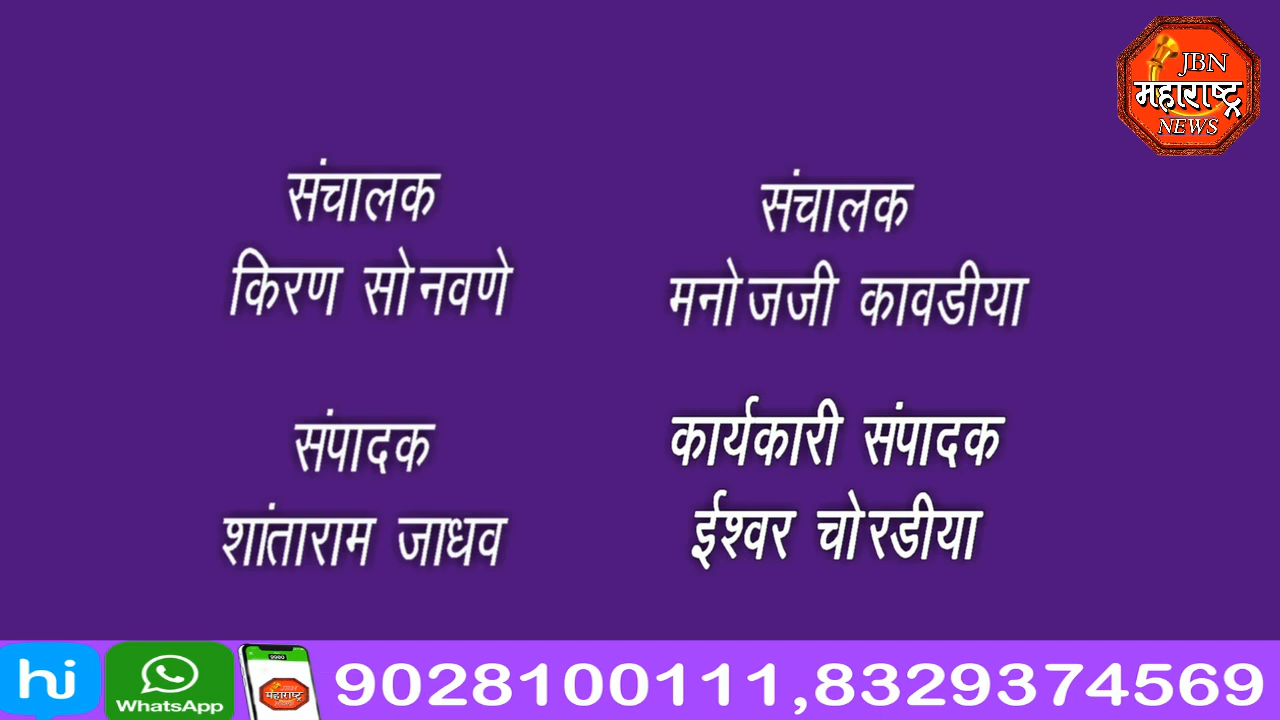 JBN
महाराष्ट्र
NEWS
संचालक
किरण सोनवणे
संचालक
मनोजजी कावडीया
संपादक
शांताराम जाधव
कार्यकारी संपादक
ईश्वर चोरडीया
hi
WhatsApp
महाराष्ट्र
9028100111,8329374569